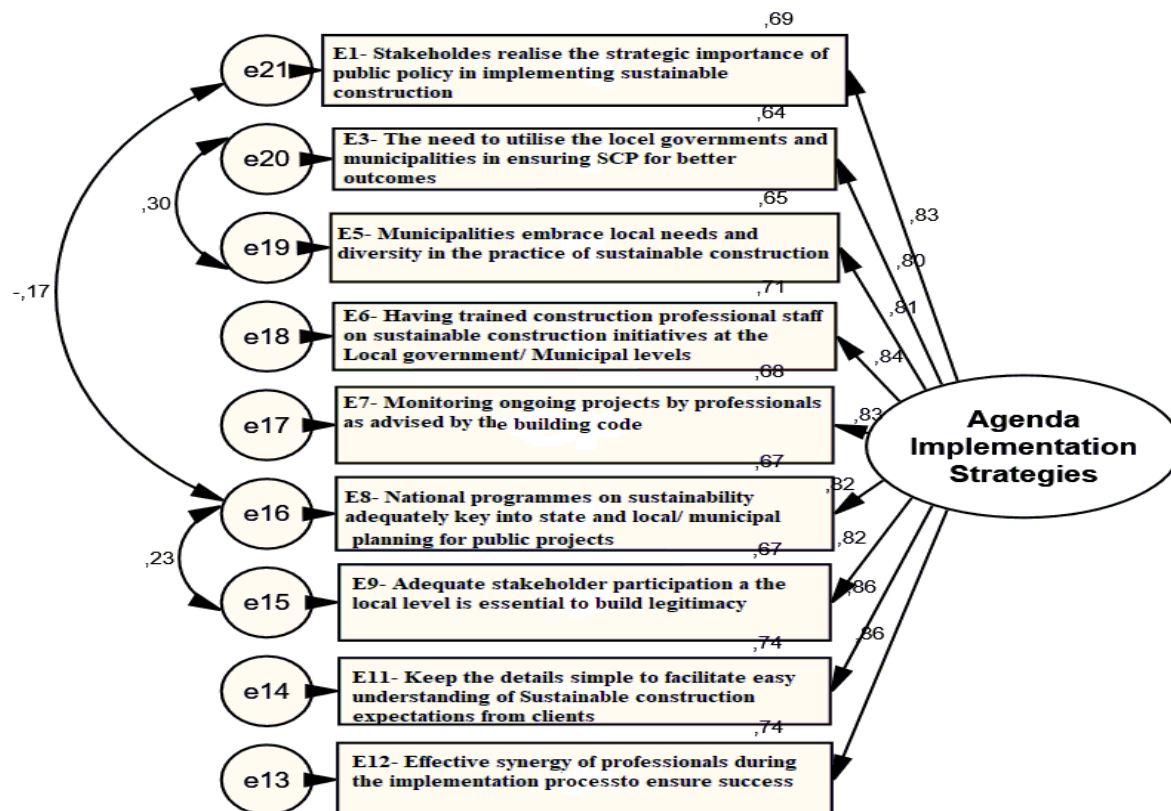 ,69
e21
E1- Stakeholdes realise the strategic importance of
public policy in implementing sustainable
construction
,64
e20
E3- The need to utilise the locel governments and
municipalities in ensuring SCP for better
outcomes
,65
,30
e19
E5- Municipalities embrace local needs and
diversity in the practice of sustainable construction
,71
-,17
e18
E6- Having trained construction professional staff
on sustainable construction initiatives at the
Local government/ Municipal levels
,68
e17
E7- Monitoring ongoing projects by professionals
as advised by the building code
,67
e16
E8- National programmes on sustainability
adequately key into state and local/ municipal
planning for public projects
,67
,23
e15
E9- Adequate stakeholder participation a the
local level is essential to build legitimacy
,74
e14
E11- Keep the details simple to facilitate easy
understanding of Sustainable construction
expectations from clients
,74
e13
E12- Effective synergy of professionals during
the implementation processto ensure success
,83
,80
,81
,84
,83
,82
,82
,86
,86
Agenda
Implementation
Strategies